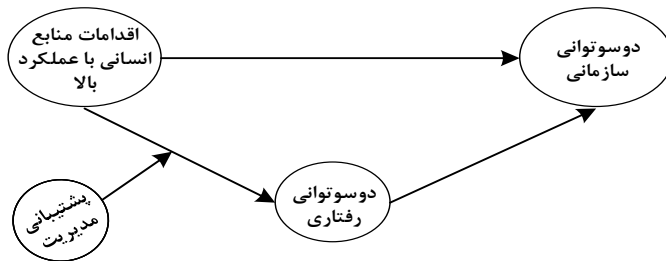 اقدامات منابع
انسانی با عملکرد
بالا
دوسوتوانی
سازمانی
دوسوتوانی
رفتاری
پشتیبانی
مدیریت